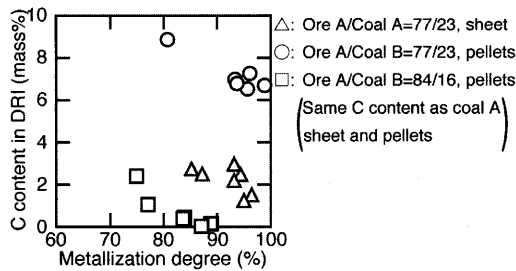 C content in DRI (mass%)
10
8
6
4
2
0
60 70 80 90 100
Metallization degree (%)
△: Ore A/Coal A=77/23, sheet
○: Ore A/Coal B=77/23, pellets
□: Ore A/Coal B=84/16, pellets
(Same C content as coal A
sheet and pellets)